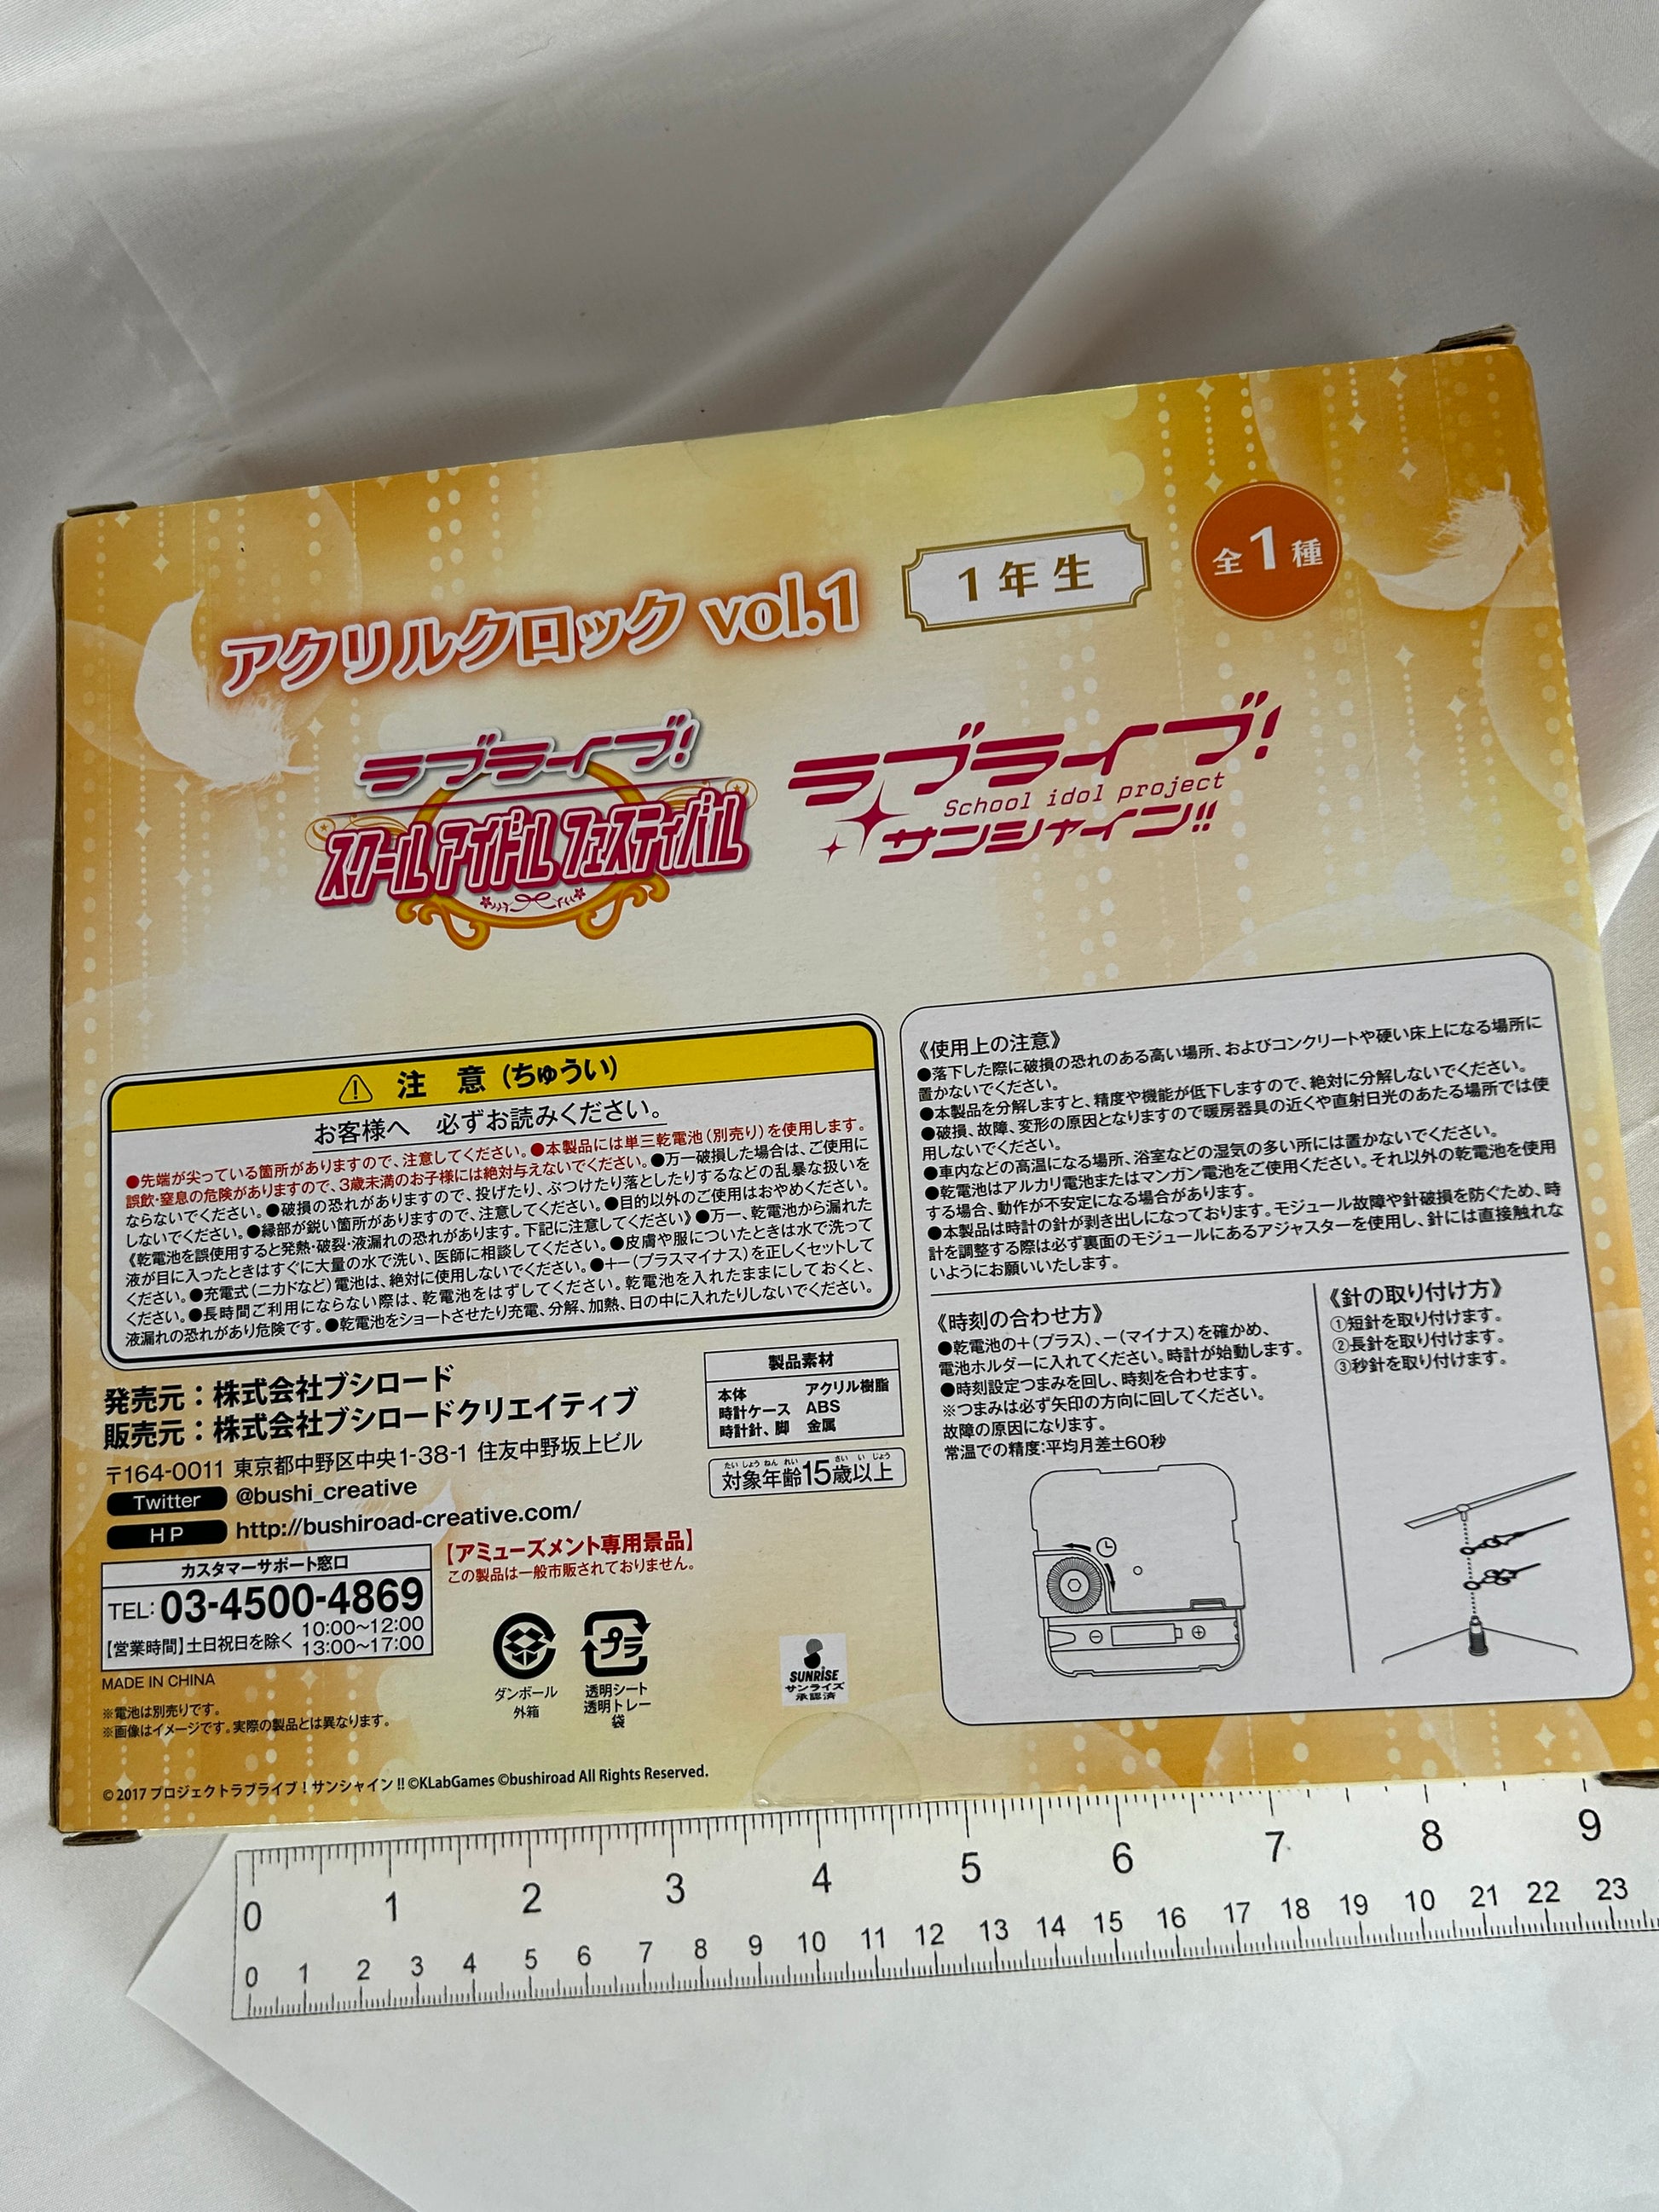 アクリルクロック vol.1
1年生
全1種
ラブライブ!
スクールアイドルフェスティバル
ラブライブ!
School idol project
サンシャイン!!
注 意 (ちゅうい)
お客様へ 必ずお読みください。
●先端が尖っている箇所がありますので、注意してください。●本製品には単三乾電池(別売り)を使用します。
誤飲・窒息の危険がありますので、3歳未満のお子様には絶対与えないでください。●万一破損した場合は、ご使用に
ならないでください。●破損の恐れがありますので、投げたり、ぶつけたり落としたりするなどの乱暴な扱いを
しないでください。●縁部が鋭い箇所がありますので、注意してください。●目的以外のご使用はおやめください。
《乾電池を誤使用すると発熱・破裂・液漏れの恐れがあります。下記に注意してください》●万一、乾電池から漏れた
液が目に入ったときはすぐに大量の水で洗い、医師に相談してください。●皮膚や服についたときは水で洗って
ください。●充電式(ニカドなど)電池は、絶対に使用しないでください。●+-(プラスマイナス)を正しくセットして
ください。●長時間ご利用にならない際は、乾電池をはずしてください。乾電池を入れたままにしておくと、
液漏れの恐れがあり危険です。●乾電池をショートさせたり充電、分解、加熱、日の中に入れたりしないでください。
発売元:株式会社ブシロード
販売元:株式会社ブシロードクリエイティブ
〒164-0011 東京都中野区中央1-38-1 住友中野坂上ビル
Twitter @bushi_creative
HP http://bushiroad-creative.com/
カスタマーサポート窓口
TEL: 03-4500-4869
【営業時間】土日祝日を除く 10:00~12:00
13:00~17:00
MADE IN CHINA
※電池は別売りです。
※画像はイメージです。実際の製品とは異なります。
【アミューズメント専用景品】
この製品は一般市販されておりません。
ダンボール
外箱
プラ
透明シート
透明トレー
袋
製品素材
本体 アクリル樹脂
時計ケース ABS
時計針、脚 金属
たいしょうねんれい さい いじょう
対象年齢15歳以上
SUNRISE
サンライズ
承認済
©2017 プロジェクトラブライブ!サンシャイン!! ©KLabGames ©bushiroad All Rights Reserved.
《使用上の注意》
●落下した際に破損の恐れのある高い場所、およびコンクリートや硬い床上になる場所に
置かないでください。
●本製品を分解しますと、精度や機能が低下しますので、絶対に分解しないでください。
●破損、故障、変形の原因となりますので暖房器具の近くや直射日光のあたる場所では使
用しないでください。
●車内などの高温になる場所、浴室などの湿気の多い所には置かないでください。
●乾電池はアルカリ電池またはマンガン電池をご使用ください。それ以外の乾電池を使用
する場合、動作が不安定になる場合があります。
●本製品は時計の針が剥き出しになっております。モジュール故障や針破損を防ぐため、時
計を調整する際は必ず裏面のモジュールにあるアジャスターを使用し、針には直接触れな
いようにお願いいたします。
《時刻の合わせ方》
●乾電池の+(プラス)、-(マイナス)を確かめ、
電池ホルダーに入れてください。時計が始動します。
●時刻設定つまみを回し、時刻を合わせます。
※つまみは必ず矢印の方向に回してください。
故障の原因になります。
常温での精度:平均月差±60秒
《針の取り付け方》
①短針を取り付けます。
②長針を取り付けます。
③秒針を取り付けます。
0 1 2 3 4 5 6 7 8 9
0 1 2 3 4 5 6 7 8 9 10 11 12 13 14 15 16 17 18 19 10 21 22 23